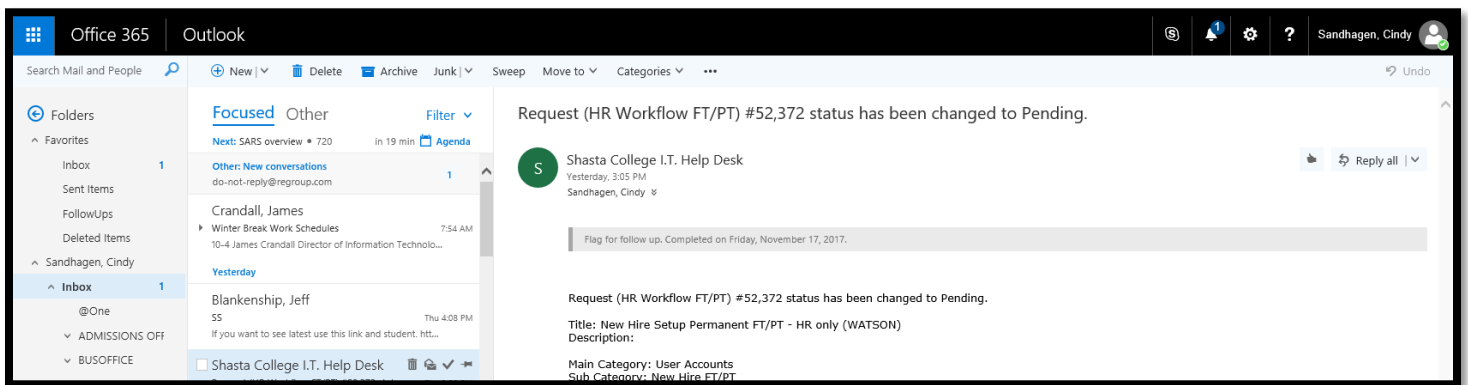 Office 365 Outlook
1
Sandhagen, Cindy
Search Mail and People
New
Delete
Archive
Junk
Sweep
Move to
Categories
Undo
Folders
Favorites
Inbox 1
Sent Items
FollowUps
Deleted Items
Sandhagen, Cindy
Inbox 1
@One
ADMISSIONS OFF
BUSOFFICE
Focused Other Filter
Next: SARS overview • 720 in 19 min Agenda
Other: New conversations
do-not-reply@regroup.com 1
Crandall, James
Winter Break Work Schedules 7:54 AM
10-4 James Crandall Director of Information Technolo...
Yesterday
Blankenship, Jeff
SS Thu 4:08 PM
If you want to see latest use this link and student. htt...
Shasta College I.T. Help Desk
Request (HR Workflow FT/PT) #52,372 status has been changed to Pending.
S
Shasta College I.T. Help Desk
Yesterday, 3:05 PM
Sandhagen, Cindy
Reply all
Flag for follow up. Completed on Friday, November 17, 2017.
Request (HR Workflow FT/PT) #52,372 status has been changed to Pending.
Title: New Hire Setup Permanent FT/PT - HR only (WATSON)
Description:
Main Category: User Accounts
Sub Category: New Hire FT/PT